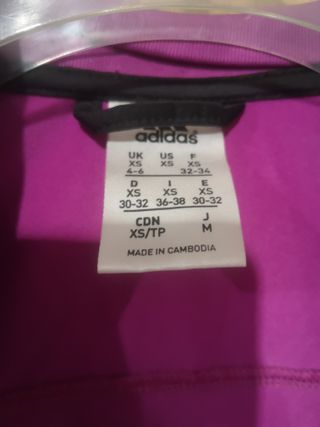 adidas
UK US F
XS XS XS
4-6 32-34
D I E
XS XS XS
30-32 36-38 30-32
CDN J
XS/TP M
MADE IN CAMBODIA